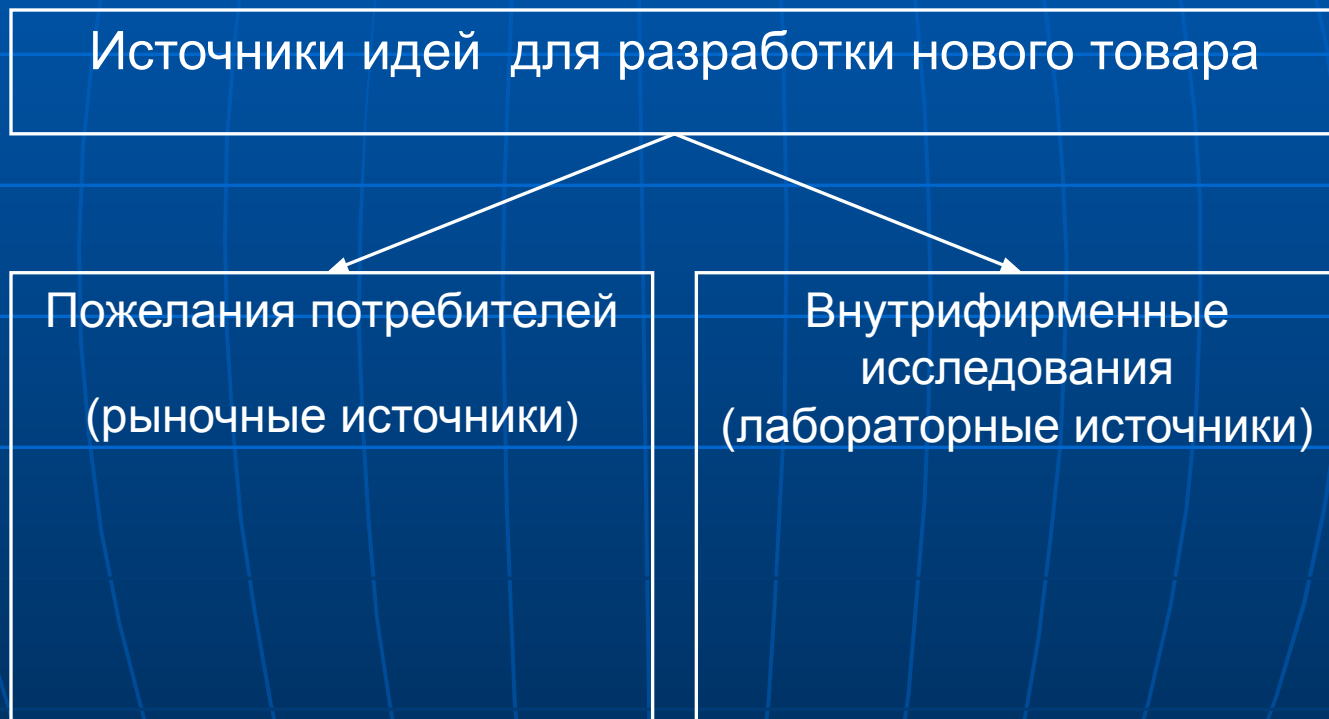 Источники идей для разработки нового товара
Пожелания потребителей
(рыночные источники)
Внутрифирменные
исследования
(лабораторные источники)